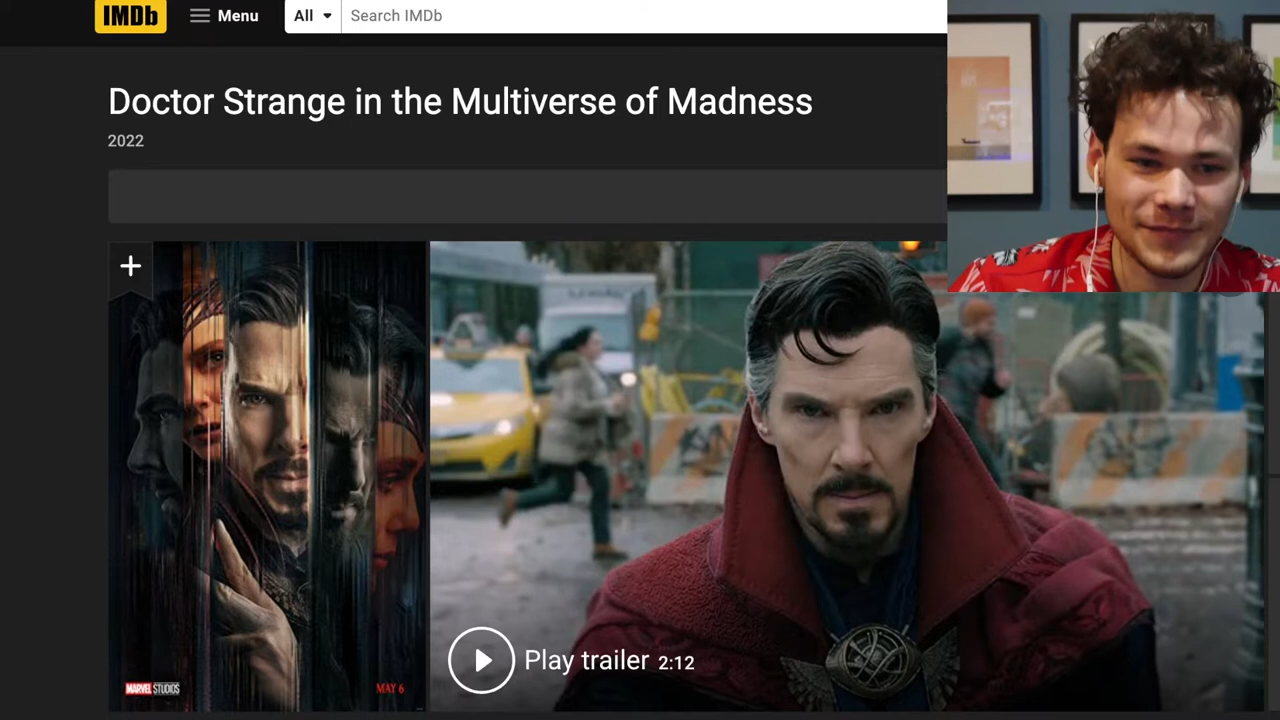 IMDb Menu All Search IMDb
Doctor Strange in the Multiverse of Madness
2022
+
MARVEL STUDIOS MAY 6
Play trailer 2:12